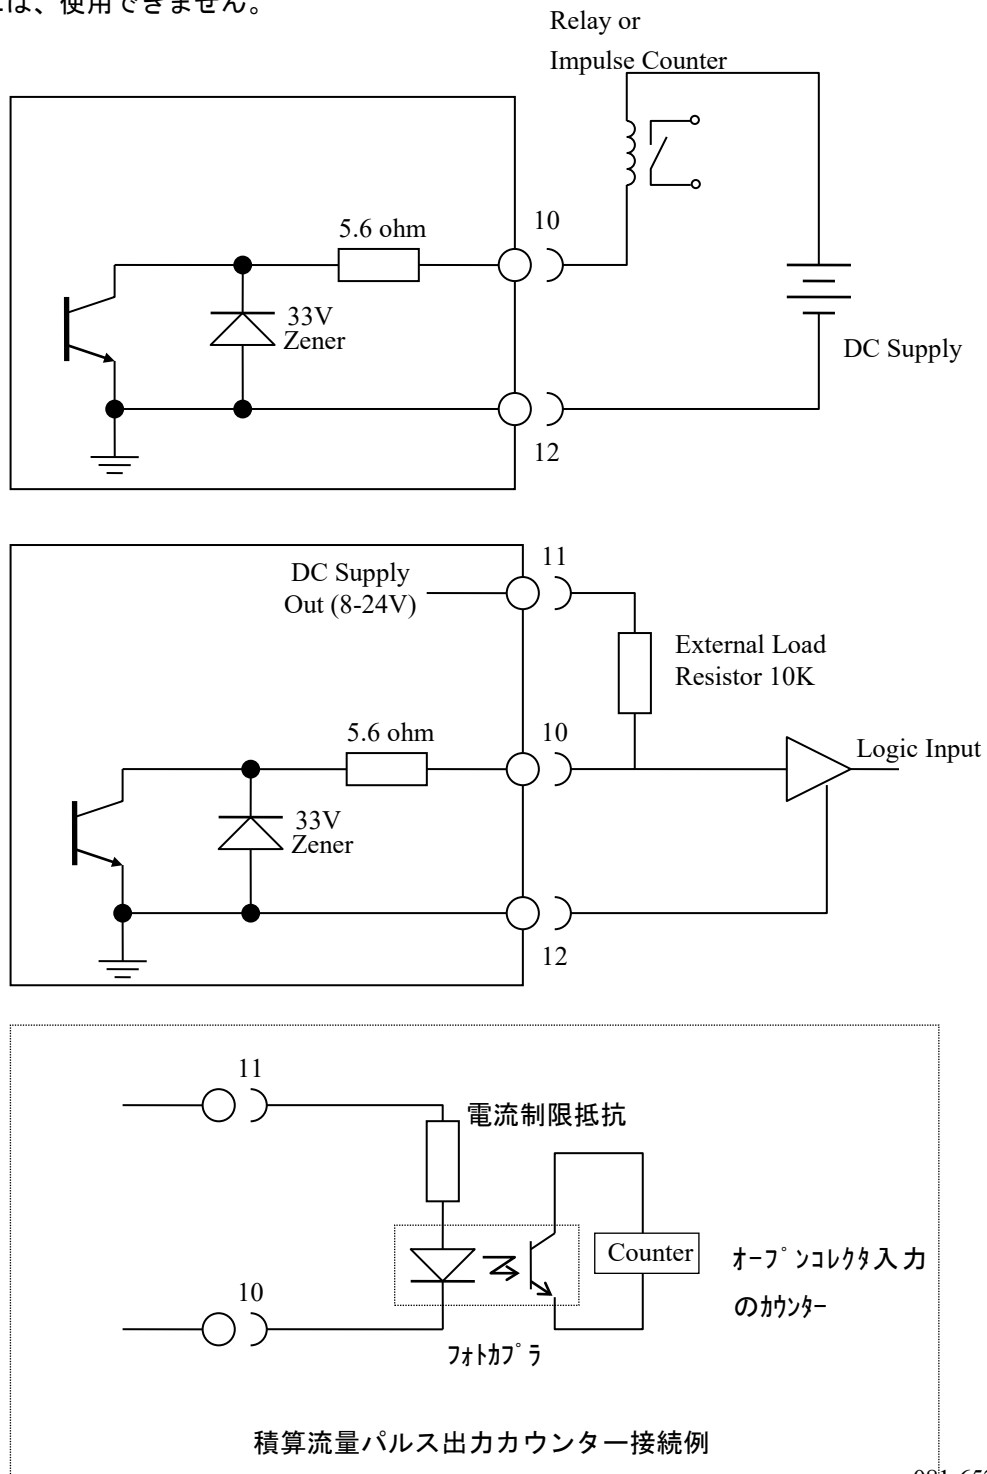 は、使用できません。
Relay or
Impulse Counter
5.6 ohm
10
33V
Zener
DC Supply
12
DC Supply
Out (8-24V)
11
External Load
Resistor 10K
5.6 ohm
10
Logic Input
33V
Zener
12
11
電流制限抵抗
Counter
ｵｰﾌﾟﾝｺﾚｸﾀ入力
のｶｳﾝﾀｰ
10
ﾌｫﾄｶﾌﾟﾗ
積算流量パルス出力カウンター接続例